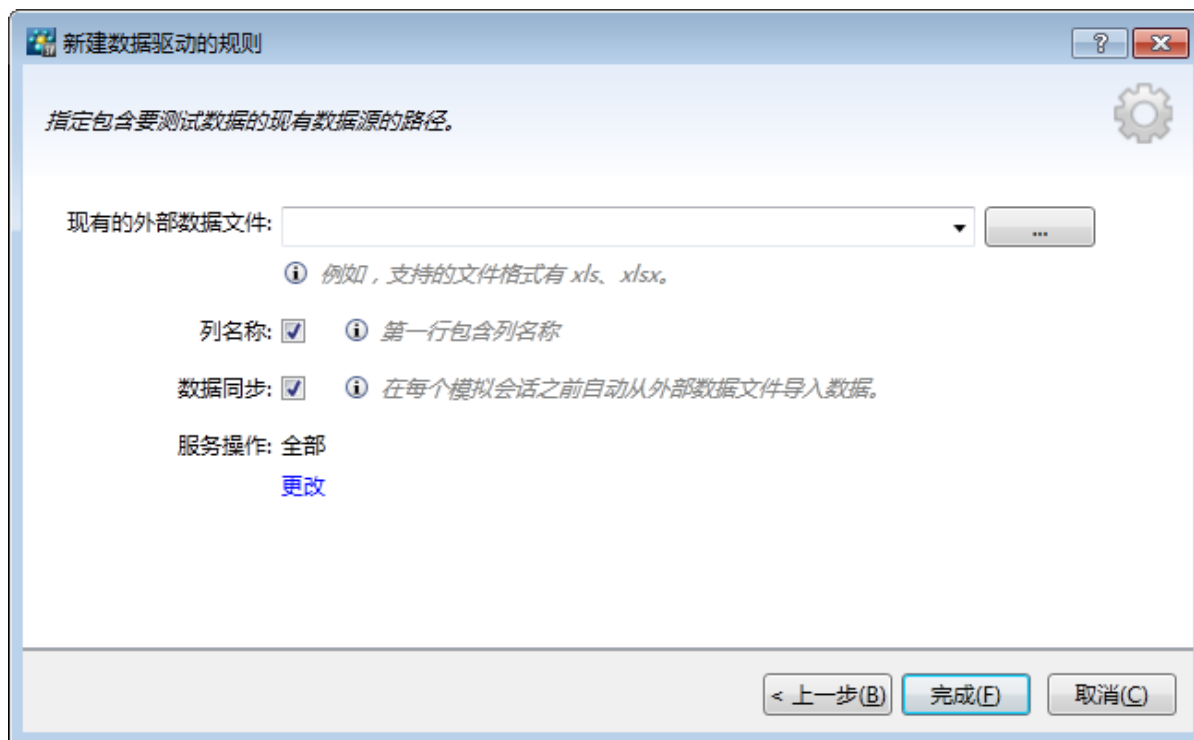 新建数据驱动的规则
?
指定包含要测试数据的现有数据源的路径。
现有的外部数据文件: ...
例如，支持的文件格式有 xls、xlsx。
列名称: 第一行包含列名称
数据同步: 在每个模拟会话之前自动从外部数据文件导入数据。
服务操作: 全部
更改
< 上一步(B) 完成(F) 取消(C)